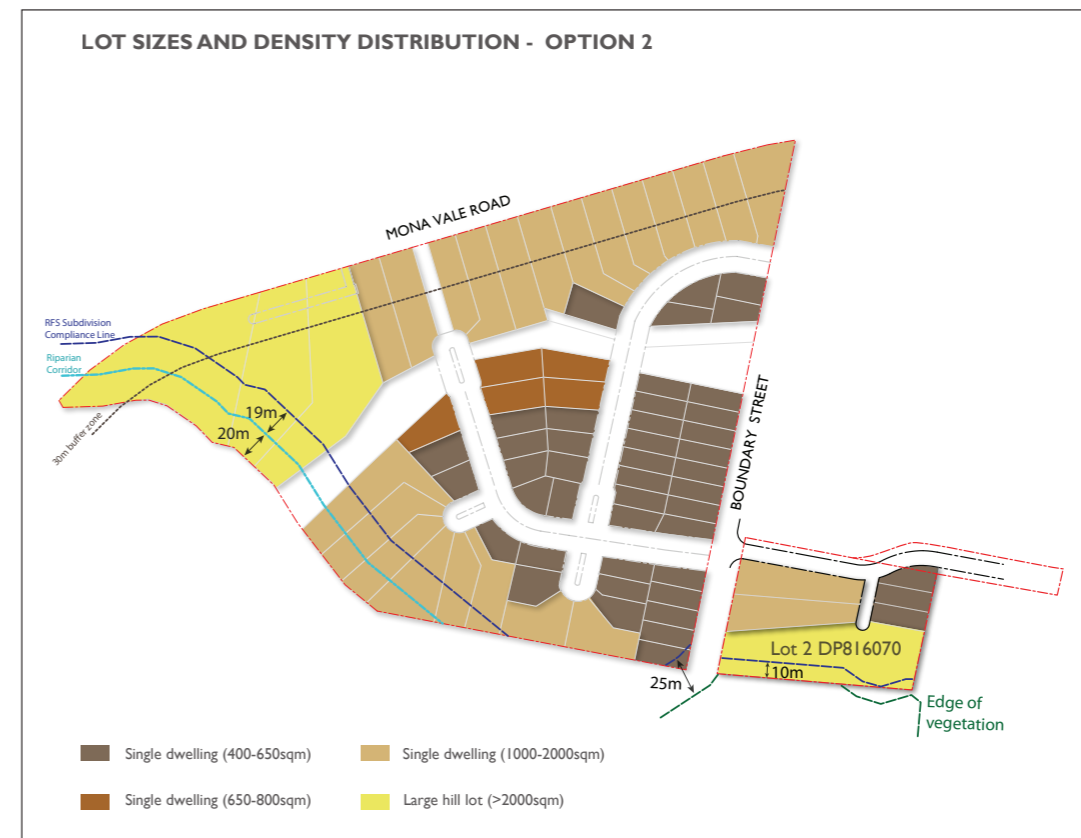 LOT SIZES AND DENSITY DISTRIBUTION - OPTION 2
MONA VALE ROAD
RFS Subdivision
Compliance Line
Riparian
Corridor
30m buffer zone
19m
20m
BOUNDARY STREET
Lot 2 DP816070
10m
25m
Edge of
vegetation
Single dwelling (400-650sqm)
Single dwelling (1000-2000sqm)
Single dwelling (650-800sqm)
Large hill lot (>2000sqm)